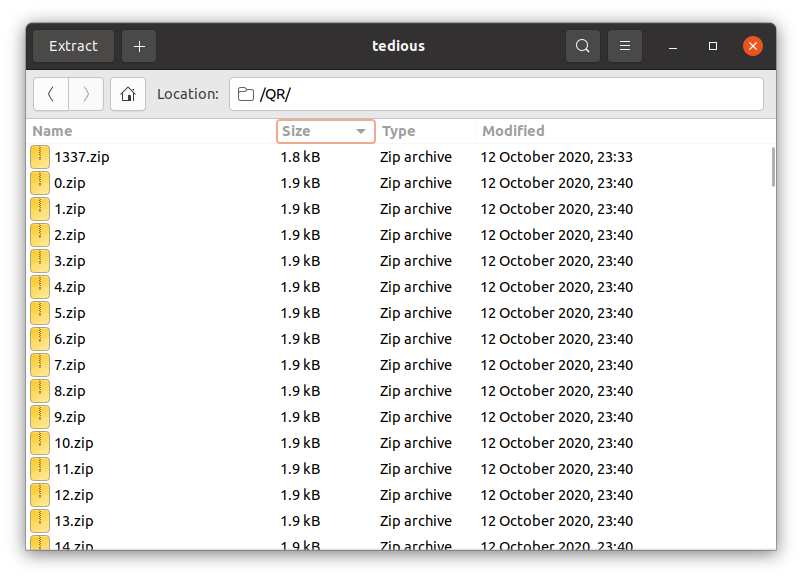 Extract tedious
Location: /QR/
Name Size Type Modified
1337.zip 1.8 kB Zip archive 12 October 2020, 23:33
0.zip 1.9 kB Zip archive 12 October 2020, 23:40
1.zip 1.9 kB Zip archive 12 October 2020, 23:40
2.zip 1.9 kB Zip archive 12 October 2020, 23:40
3.zip 1.9 kB Zip archive 12 October 2020, 23:40
4.zip 1.9 kB Zip archive 12 October 2020, 23:40
5.zip 1.9 kB Zip archive 12 October 2020, 23:40
6.zip 1.9 kB Zip archive 12 October 2020, 23:40
7.zip 1.9 kB Zip archive 12 October 2020, 23:40
8.zip 1.9 kB Zip archive 12 October 2020, 23:40
9.zip 1.9 kB Zip archive 12 October 2020, 23:40
10.zip 1.9 kB Zip archive 12 October 2020, 23:40
11.zip 1.9 kB Zip archive 12 October 2020, 23:40
12.zip 1.9 kB Zip archive 12 October 2020, 23:40
13.zip 1.9 kB Zip archive 12 October 2020, 23:40
14.zip 1.9 kB Zip archive 12 October 2020, 23:40